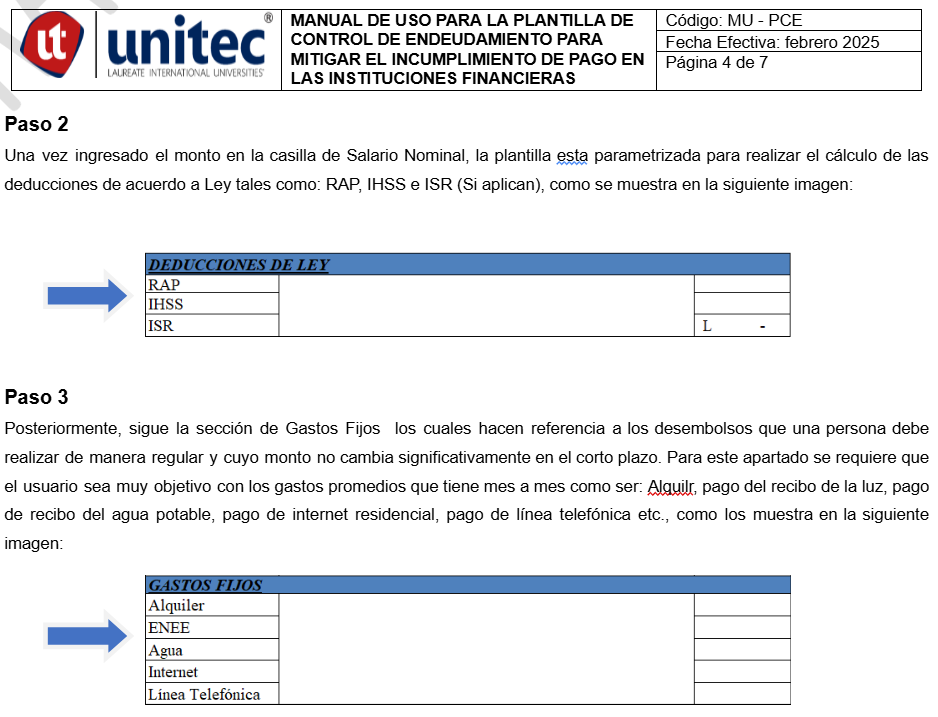 unitec®
LAUREATE INTERNATIONAL UNIVERSITIES
MANUAL DE USO PARA LA PLANTILLA DE
CONTROL DE ENDEUDAMIENTO PARA
MITIGAR EL INCUMPLIMIENTO DE PAGO EN
LAS INSTITUCIONES FINANCIERAS
Código: MU - PCE
Fecha Efectiva: febrero 2025
Página 4 de 7
Paso 2
Una vez ingresado el monto en la casilla de Salario Nominal, la plantilla esta parametrizada para realizar el cálculo de las
deducciones de acuerdo a Ley tales como: RAP, IHSS e ISR (Si aplican), como se muestra en la siguiente imagen:
DEDUCCIONES DE LEY
RAP
IHSS
ISR L -
Paso 3
Posteriormente, sigue la sección de Gastos Fijos los cuales hacen referencia a los desembolsos que una persona debe
realizar de manera regular y cuyo monto no cambia significativamente en el corto plazo. Para este apartado se requiere que
el usuario sea muy objetivo con los gastos promedios que tiene mes a mes como ser: Alquilr, pago del recibo de la luz, pago
de recibo del agua potable, pago de internet residencial, pago de línea telefónica etc., como los muestra en la siguiente
imagen:
GASTOS FIJOS
Alquiler
ENEE
Agua
Internet
Línea Telefónica